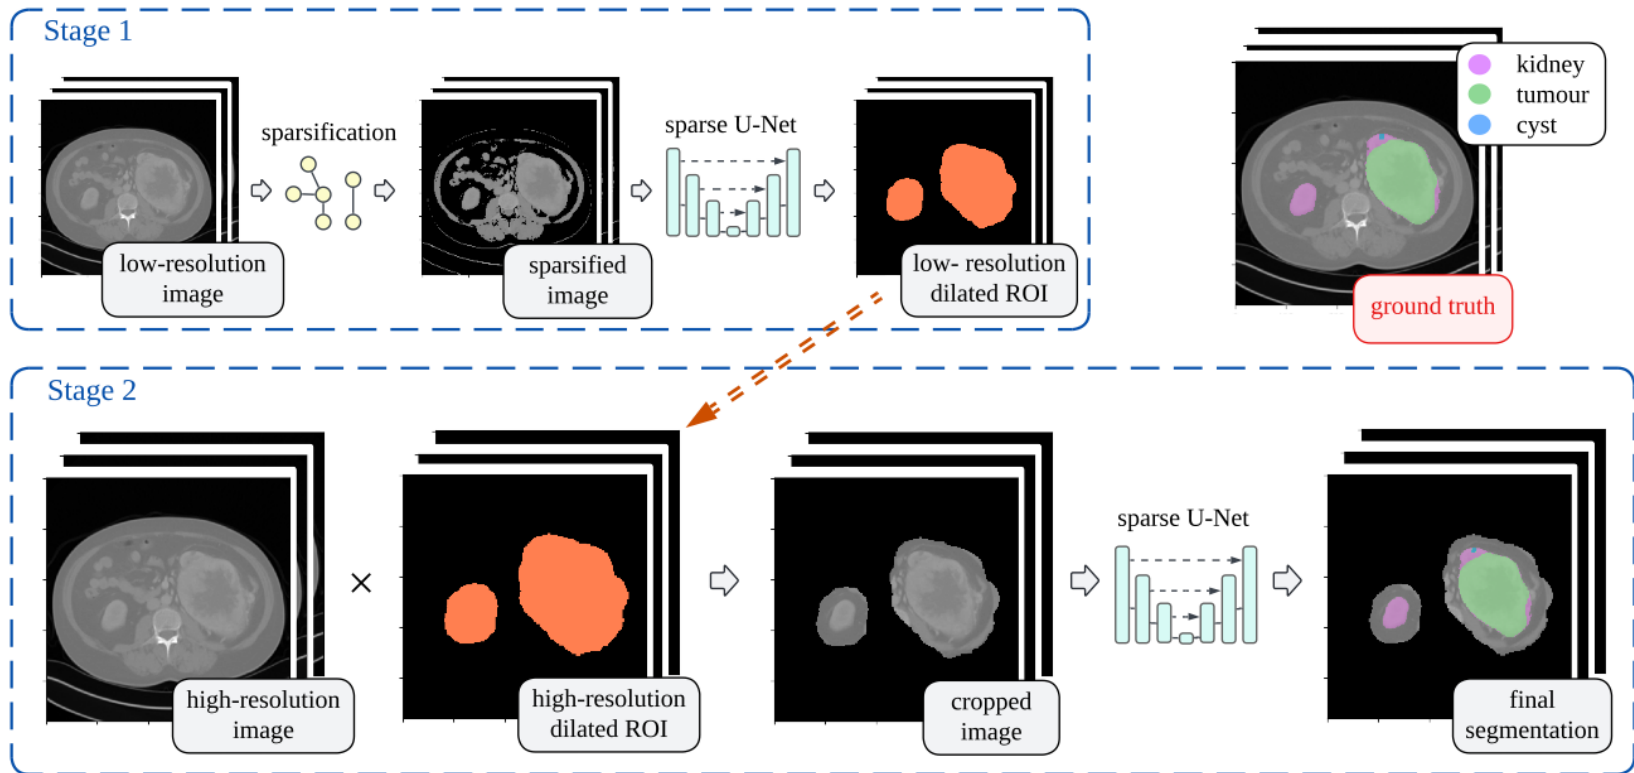 Stage 1
sparsification
sparse U-Net
low-resolution
image
sparsified
image
low- resolution
dilated ROI
kidney
tumour
cyst
ground truth
Stage 2
×
sparse U-Net
high-resolution
image
high-resolution
dilated ROI
cropped
image
final
segmentation